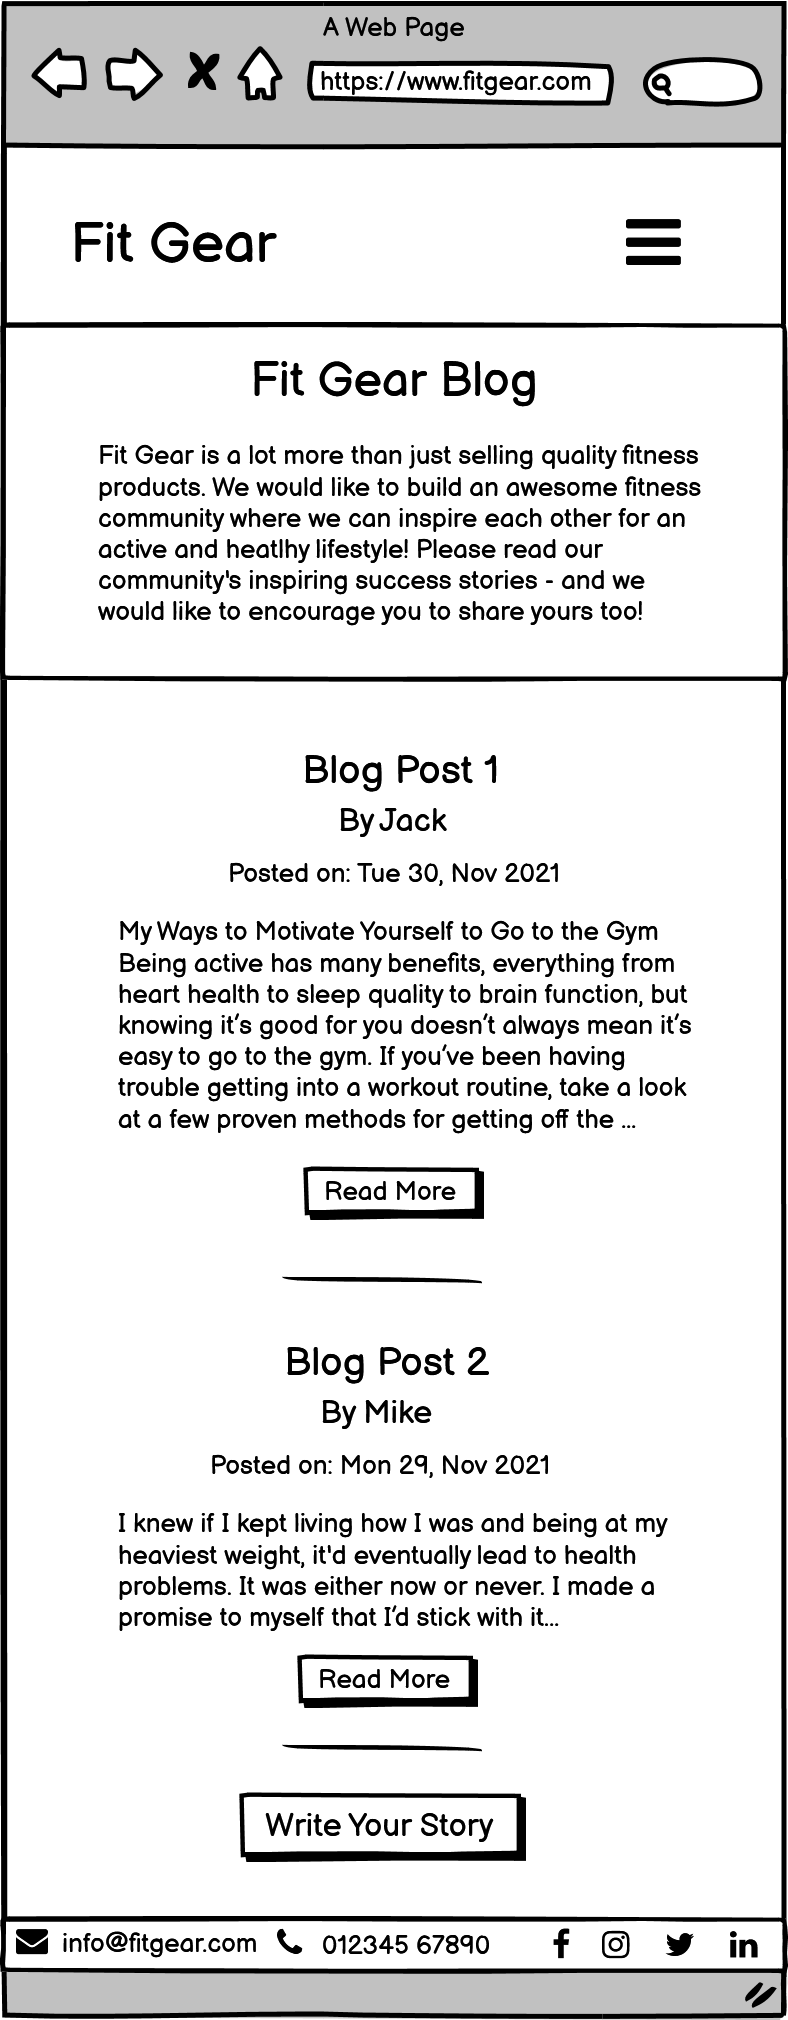 A Web Page
https://www.fitgear.com
Fit Gear
Fit Gear Blog
Fit Gear is a lot more than just selling quality fitness
products. We would like to build an awesome fitness
community where we can inspire each other for an
active and heatlhy lifestyle! Please read our
community's inspiring success stories - and we
would like to encourage you to share yours too!
Blog Post 1
By Jack
Posted on: Tue 30, Nov 2021
My Ways to Motivate Yourself to Go to the Gym
Being active has many benefits, everything from
heart health to sleep quality to brain function, but
knowing it’s good for you doesn’t always mean it’s
easy to go to the gym. If you’ve been having
trouble getting into a workout routine, take a look
at a few proven methods for getting off the ...
Read More
Blog Post 2
By Mike
Posted on: Mon 29, Nov 2021
I knew if I kept living how I was and being at my
heaviest weight, it'd eventually lead to health
problems. It was either now or never. I made a
promise to myself that I’d stick with it...
Read More
Write Your Story
info@fitgear.com 012345 67890